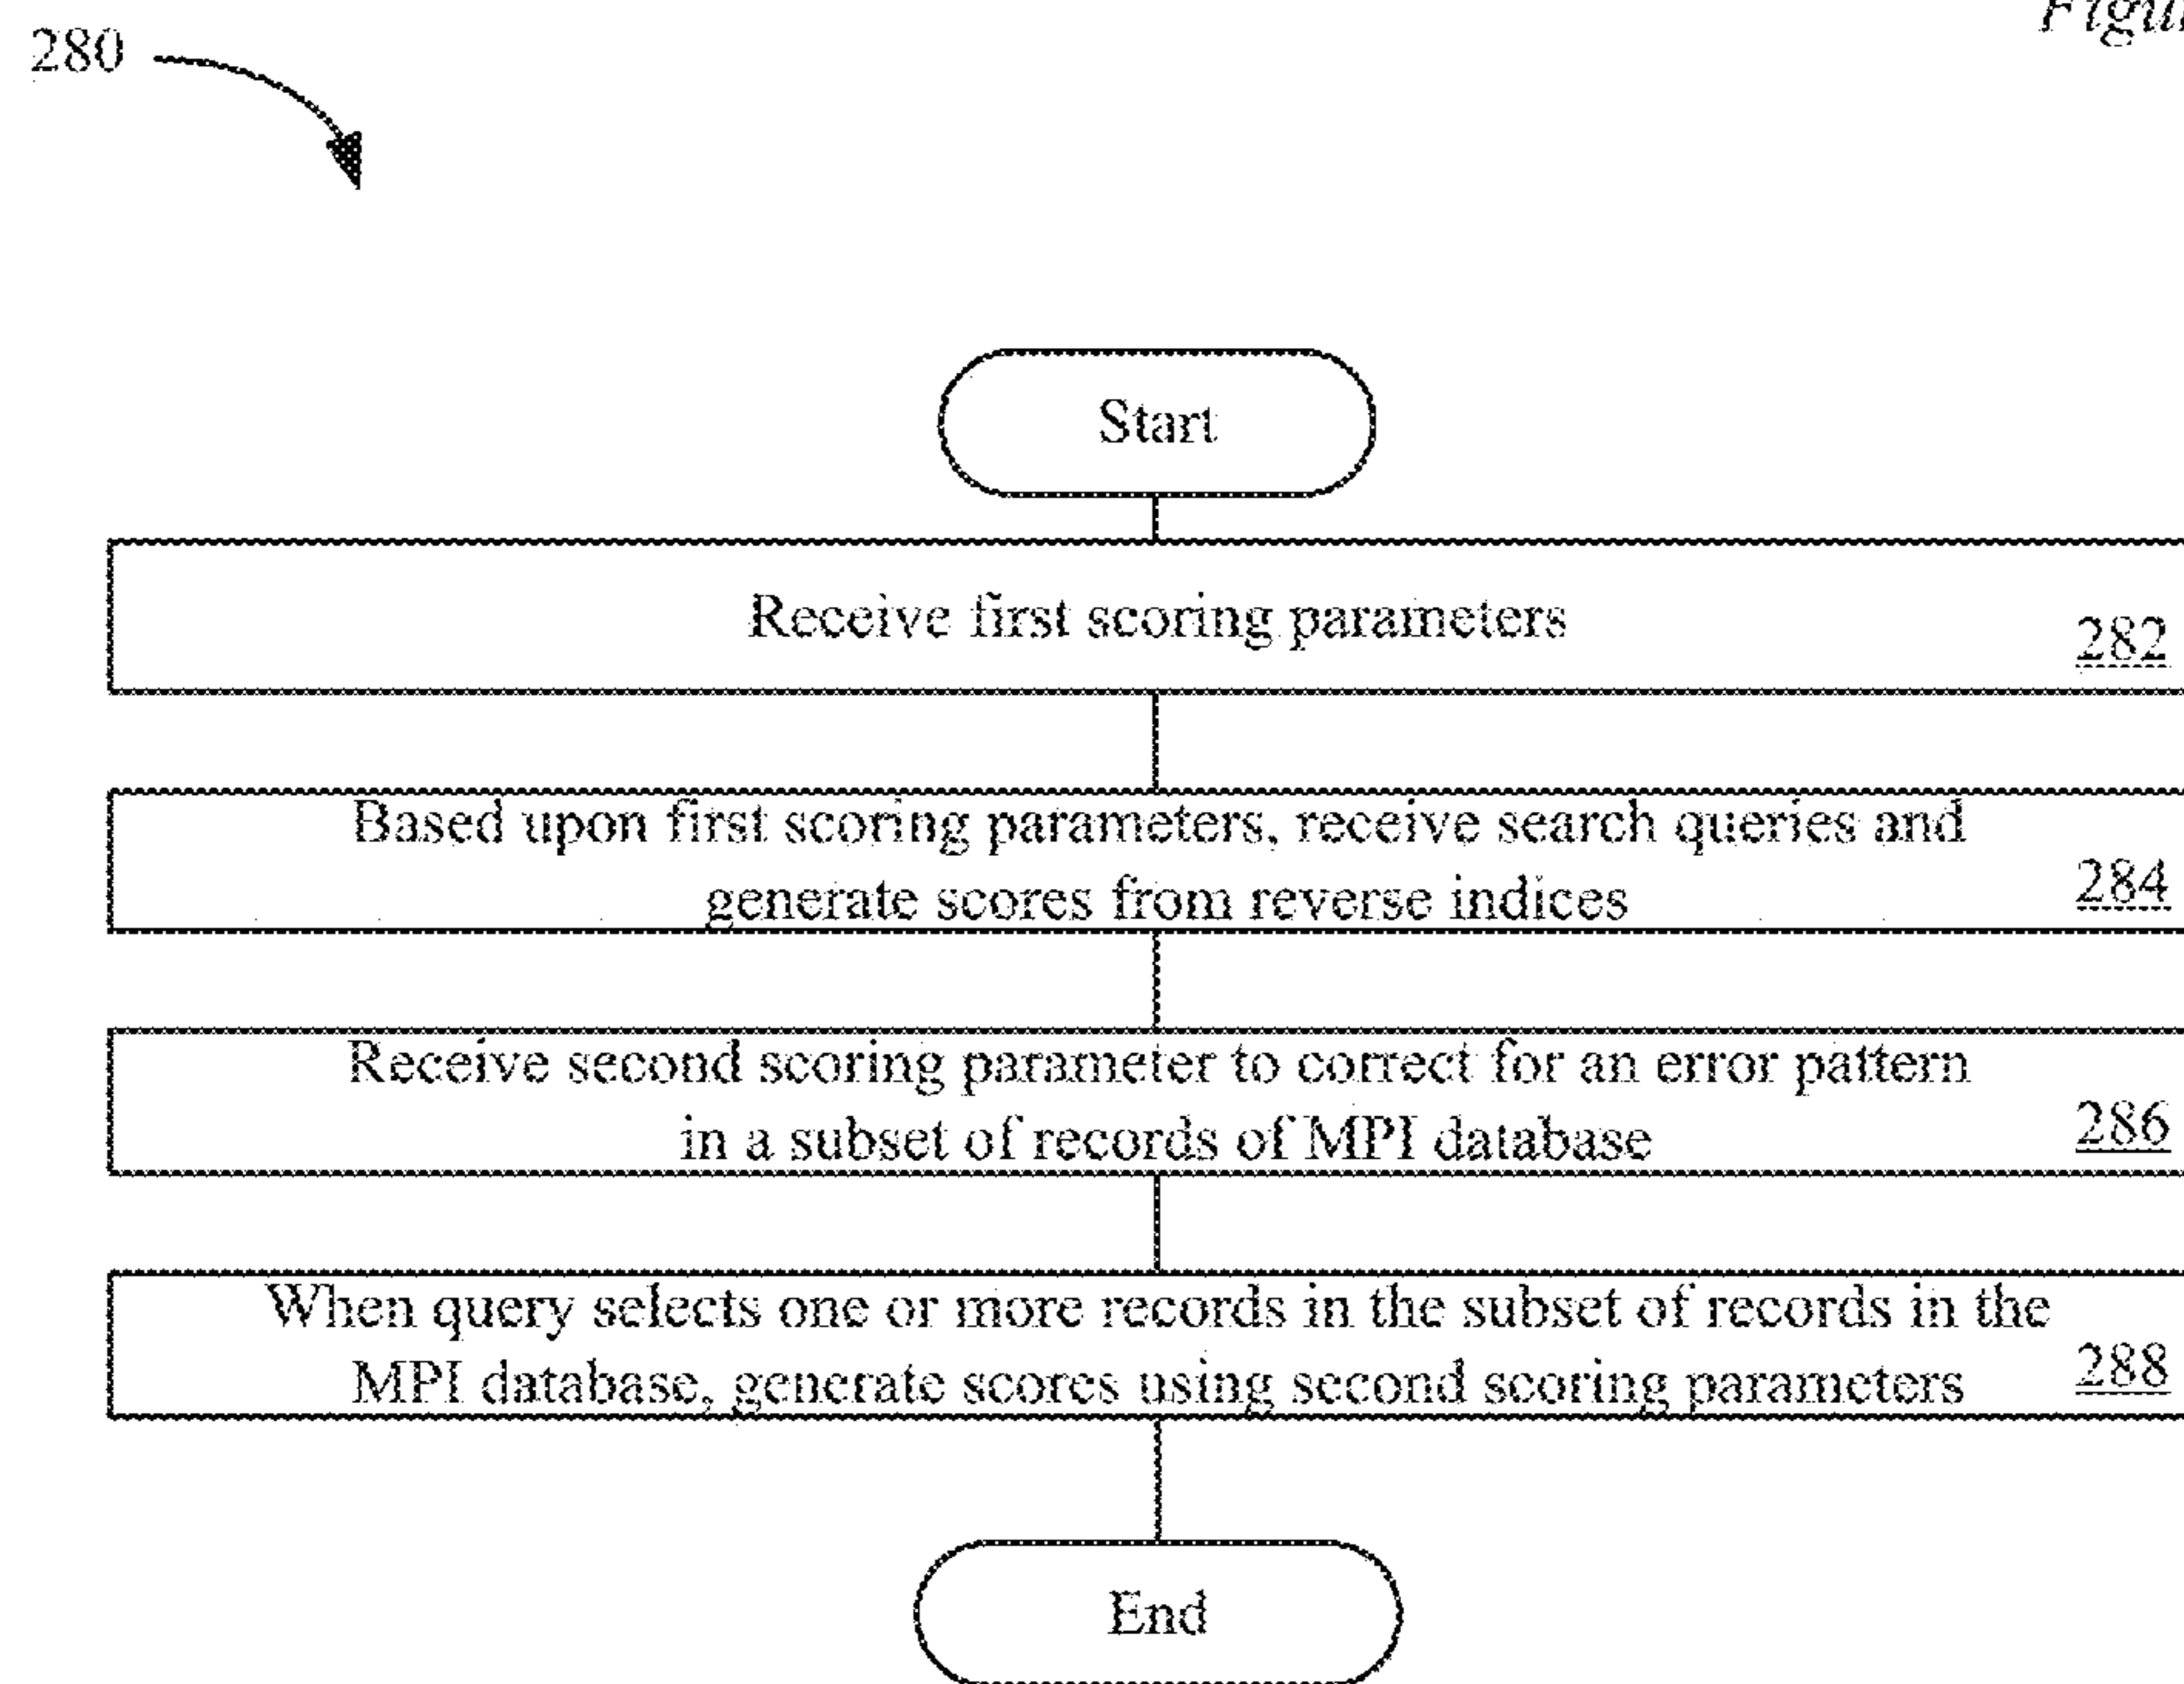 280
Start
Receive first scoring parameters
282
Based upon first scoring parameters, receive search queries and
generate scores from reverse indices
284
Receive second scoring parameter to correct for an error pattern
in a subset of records of MPI database
286
When query selects one or more records in the subset of records in the
MPI database, generate scores using second scoring parameters
288
End